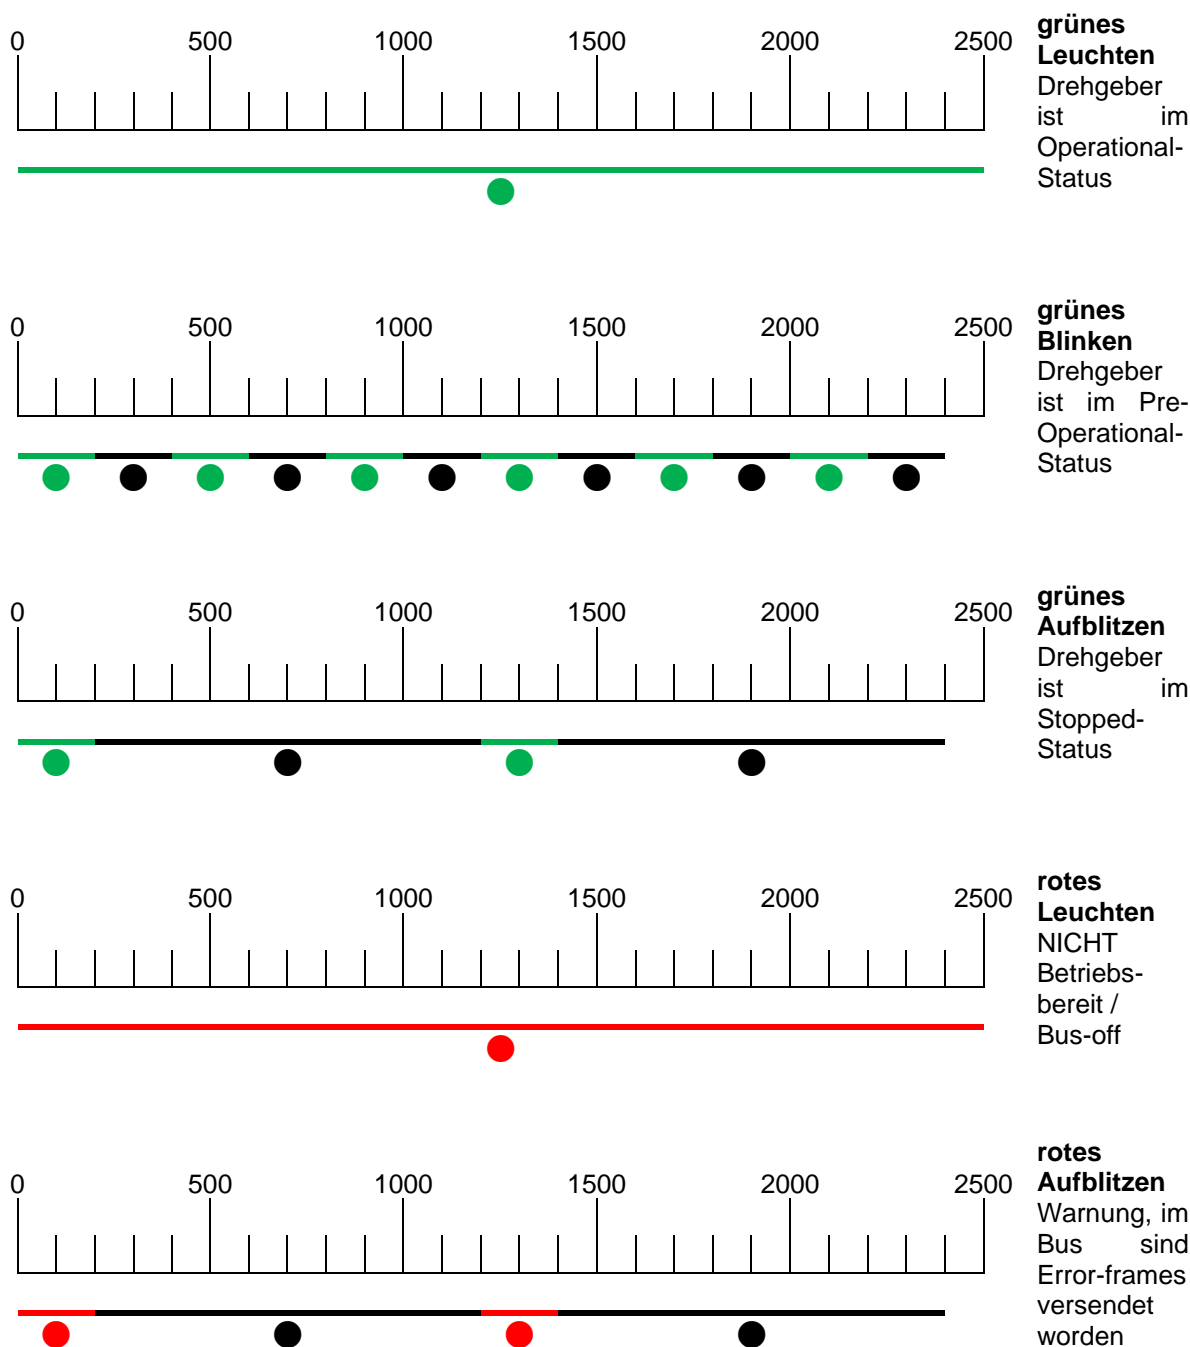 0 500 1000 1500 2000 2500
grünes
Leuchten
Drehgeber
ist im
Operational-
Status
0 500 1000 1500 2000 2500
grünes
Blinken
Drehgeber
ist im Pre-
Operational-
Status
0 500 1000 1500 2000 2500
grünes
Aufblitzen
Drehgeber
ist im
Stopped-
Status
0 500 1000 1500 2000 2500
rotes
Leuchten
NICHT
Betriebs-
bereit /
Bus-off
0 500 1000 1500 2000 2500
rotes
Aufblitzen
Warnung, im
Bus sind
Error-frames
versendet
worden